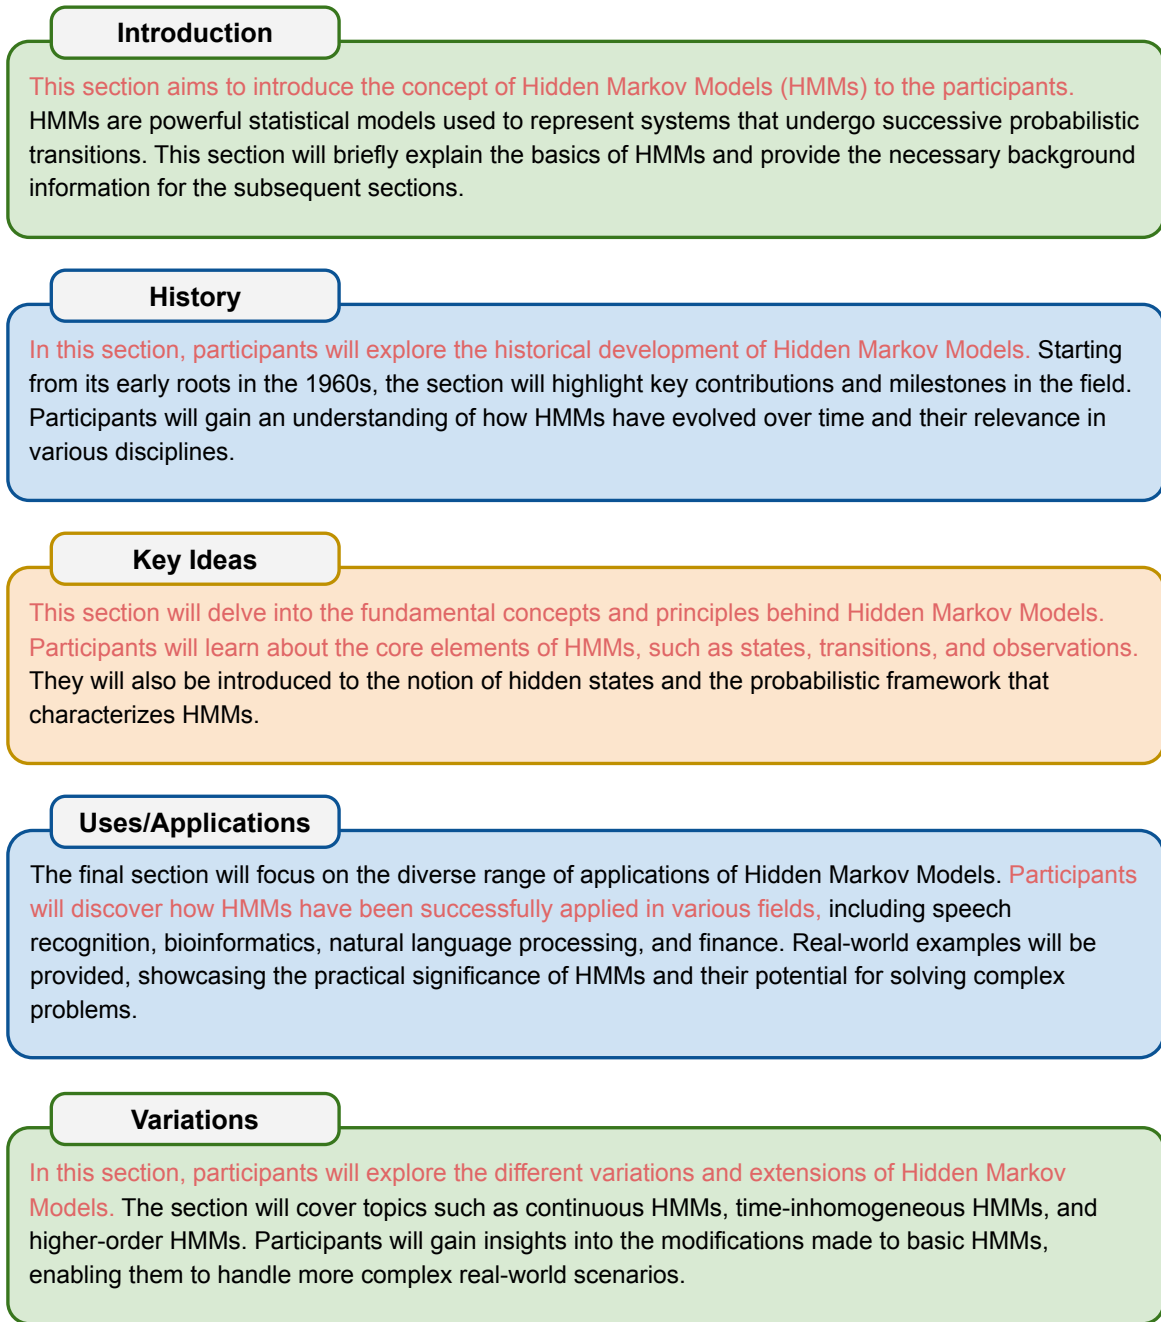 Introduction
This section aims to introduce the concept of Hidden Markov Models (HMMs) to the participants.
HMMs are powerful statistical models used to represent systems that undergo successive probabilistic
transitions. This section will briefly explain the basics of HMMs and provide the necessary background
information for the subsequent sections.
History
In this section, participants will explore the historical development of Hidden Markov Models. Starting
from its early roots in the 1960s, the section will highlight key contributions and milestones in the field.
Participants will gain an understanding of how HMMs have evolved over time and their relevance in
various disciplines.
Key Ideas
This section will delve into the fundamental concepts and principles behind Hidden Markov Models.
Participants will learn about the core elements of HMMs, such as states, transitions, and observations.
They will also be introduced to the notion of hidden states and the probabilistic framework that
characterizes HMMs.
Uses/Applications
The final section will focus on the diverse range of applications of Hidden Markov Models. Participants
will discover how HMMs have been successfully applied in various fields, including speech
recognition, bioinformatics, natural language processing, and finance. Real-world examples will be
provided, showcasing the practical significance of HMMs and their potential for solving complex
problems.
Variations
In this section, participants will explore the different variations and extensions of Hidden Markov
Models. The section will cover topics such as continuous HMMs, time-inhomogeneous HMMs, and
higher-order HMMs. Participants will gain insights into the modifications made to basic HMMs,
enabling them to handle more complex real-world scenarios.